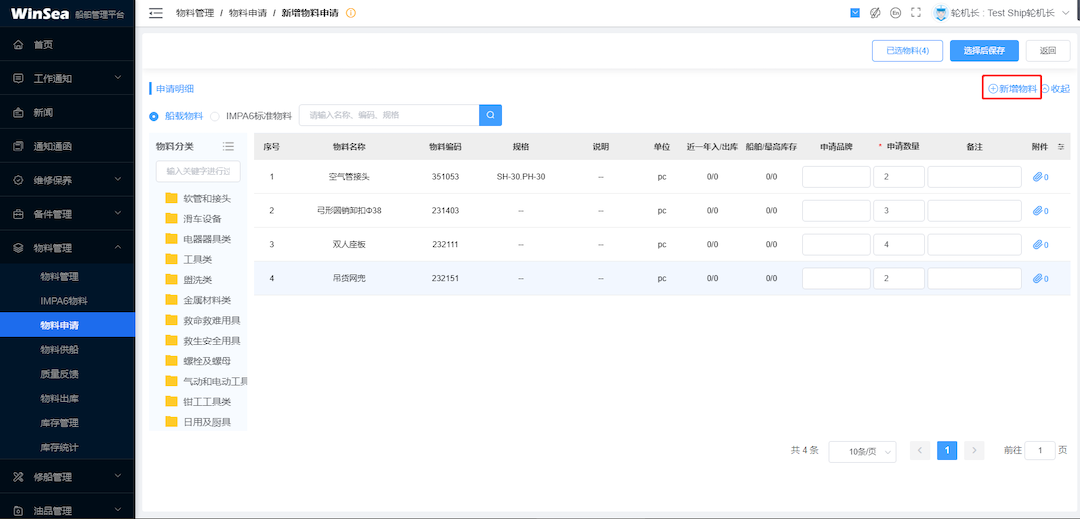 WinSea 船舶管理平台
首页
工作通知
新闻
通知通函
维修保养
备件管理
物料管理
物料管理
IMPA6物料
物料申请
物料供船
质量反馈
物料出库
库存管理
库存统计
修船管理
油品管理
物料管理 / 物料申请 / 新增物料申请
En
轮机长 : Test Ship轮机长
已选物料(4)
选择后保存
返回
申请明细
新增物料
收起
船载物料 IMPA6标准物料 请输入名称、编码、规格
物料分类
输入关键字进行过
软管和接头
滑车设备
电器器具类
工具类
盥洗类
金属材料类
救命救难用具
救生安全用具
螺栓及螺母
气动和电动工具
钳工工具类
日用及厨具
序号 物料名称 物料编码 规格 说明 单位 近一年入/出库 船舶/最高库存 申请品牌 * 申请数量 备注 附件
1 空气管接头 351053 SH-30.PH-30 -- pc 0/0 0/0 2 0
2 弓形圆销卸扣Φ38 231403 -- -- pc 0/0 0/0 3 0
3 双人座板 232111 -- -- pc 0/0 0/0 4 0
4 吊货网兜 232151 -- -- pc 0/0 0/0 2 0
共 4 条 10条/页 1 前往 1 页